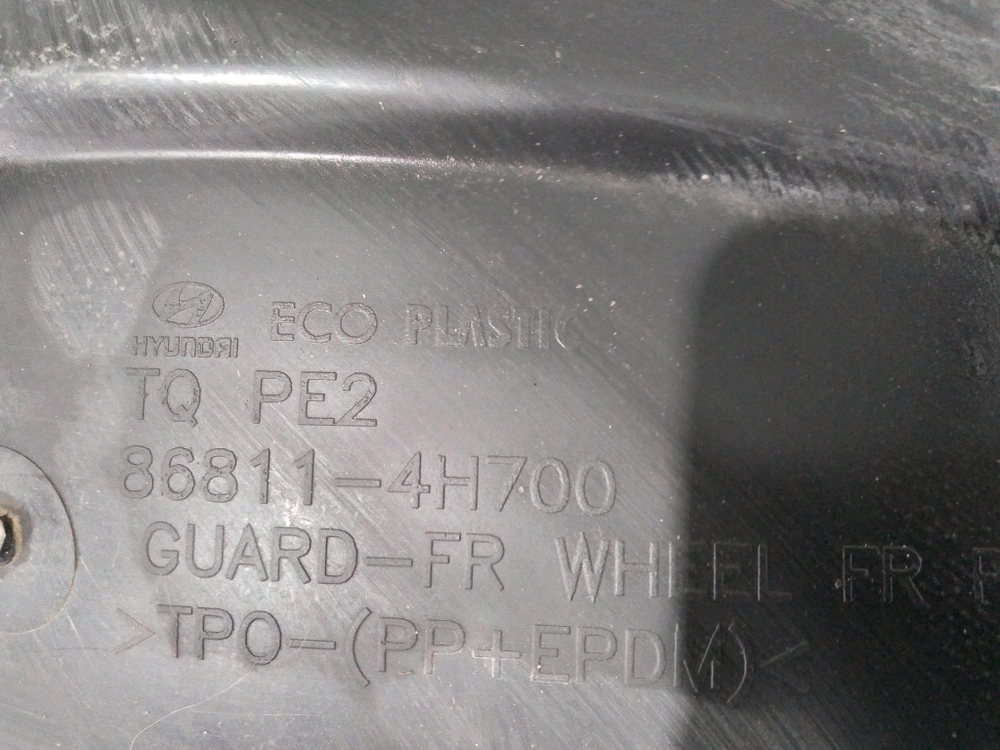 HYUNDAI ECO PLASTIC
TQ PE2
86811-4H700
GUARD-FR WHEEL FR
>TPO-(PP+EPDM)<